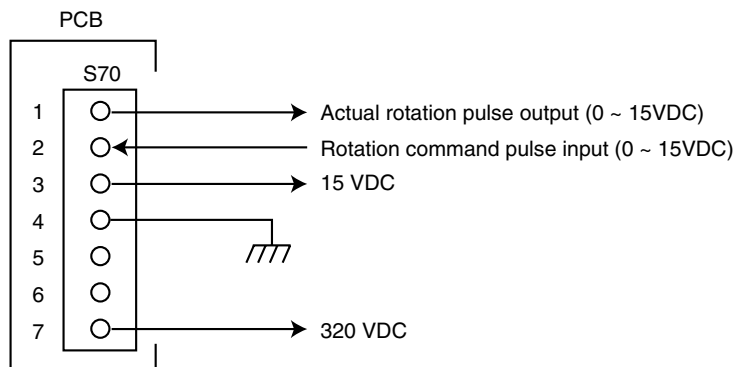 PCB
S70
1 Actual rotation pulse output (0 ~ 15VDC)
2 Rotation command pulse input (0 ~ 15VDC)
3 15 VDC
4
5
6
7 320 VDC